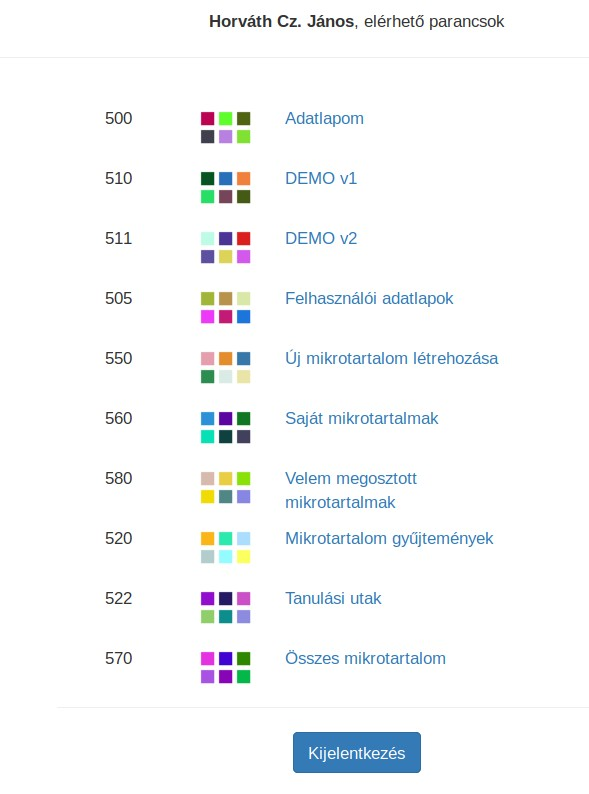 Horváth Cz. János, elérhető parancsok
500 Adatlapom
510 DEMO v1
511 DEMO v2
505 Felhasználói adatlapok
550 Új mikrotartalom létrehozása
560 Saját mikrotartalmak
580 Velem megosztott
mikrotartalmak
520 Mikrotartalom gyűjtemények
522 Tanulási utak
570 Összes mikrotartalom
Kijelentkezés